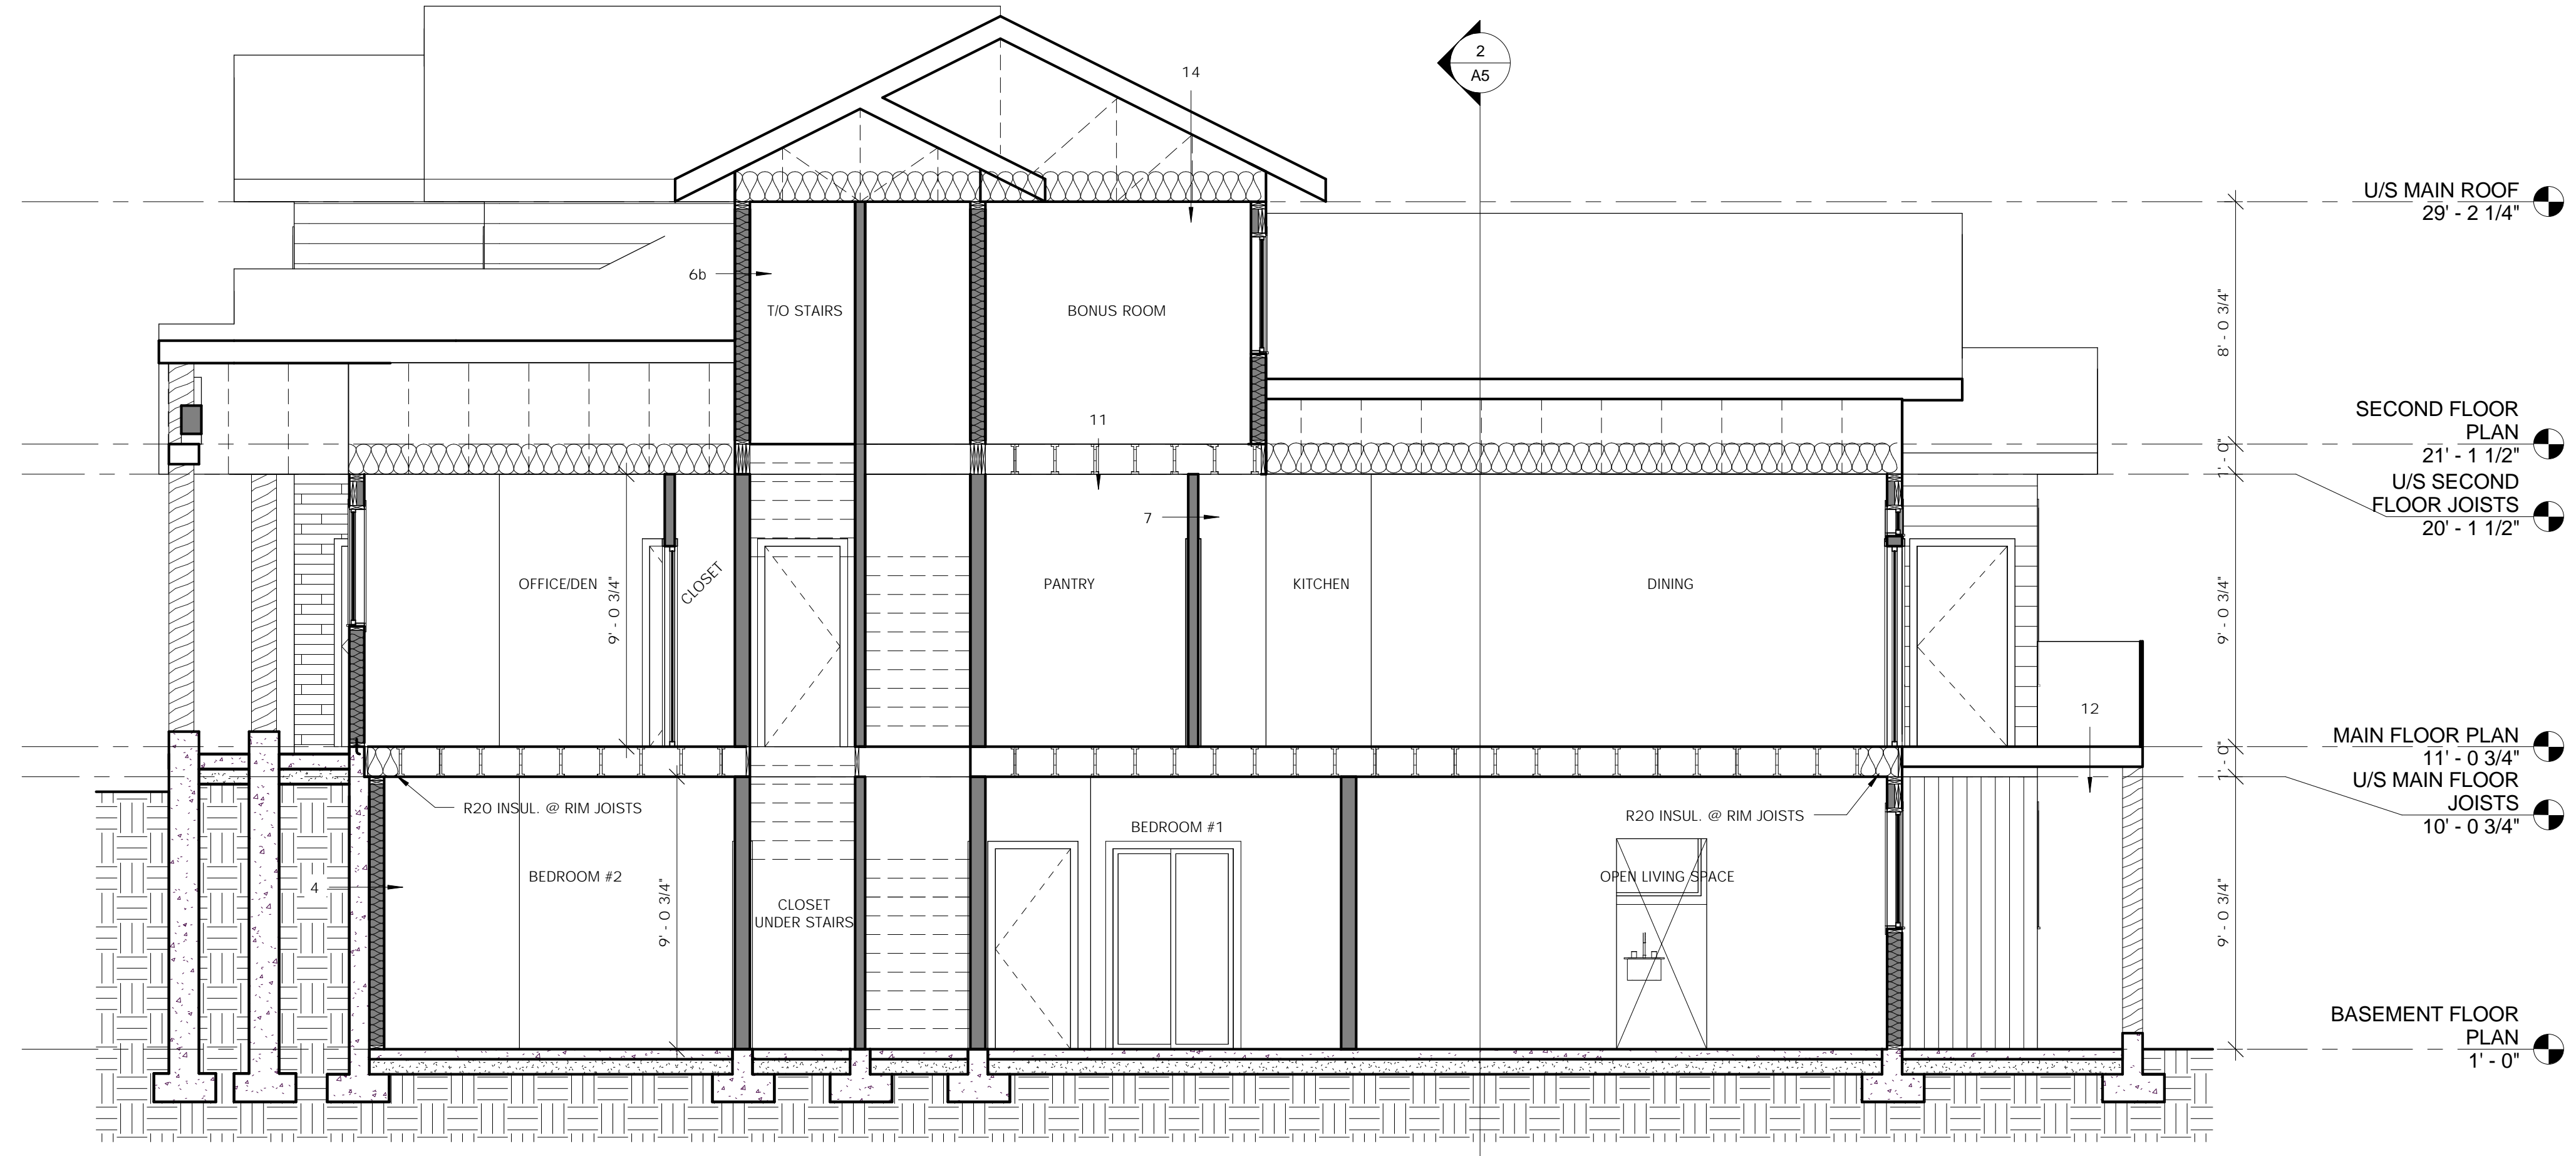 2
A5
14
U/S MAIN ROOF
29' - 2 1/4"
6b
T/O STAIRS
BONUS ROOM
8' - 0 3/4"
11
SECOND FLOOR
PLAN
21' - 1 1/2"
1' - 0"
U/S SECOND
FLOOR JOISTS
20' - 1 1/2"
7
OFFICE/DEN
9' - 0 3/4"
CLOSET
PANTRY
KITCHEN
DINING
9' - 0 3/4"
12
MAIN FLOOR PLAN
11' - 0 3/4"
1' - 0"
U/S MAIN FLOOR
JOISTS
10' - 0 3/4"
R20 INSUL. @ RIM JOISTS
R20 INSUL. @ RIM JOISTS
BEDROOM #1
4
BEDROOM #2
9' - 0 3/4"
CLOSET
UNDER STAIRS
OPEN LIVING SPACE
9' - 0 3/4"
BASEMENT FLOOR
PLAN
1' - 0"